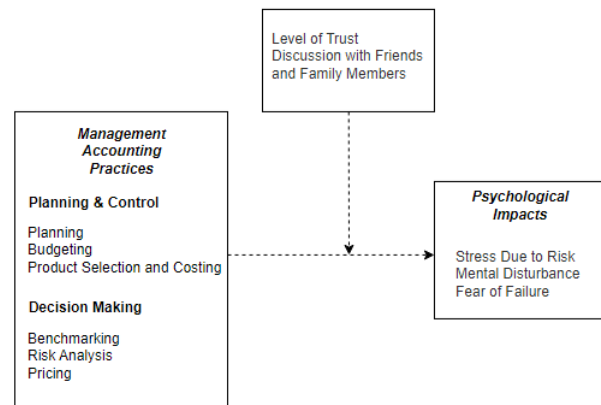 Level of Trust
Discussion with Friends
and Family Members
Management
Accounting
Practices
Planning & Control
Planning
Budgeting
Product Selection and Costing
Decision Making
Benchmarking
Risk Analysis
Pricing
Psychological
Impacts
Stress Due to Risk
Mental Disturbance
Fear of Failure